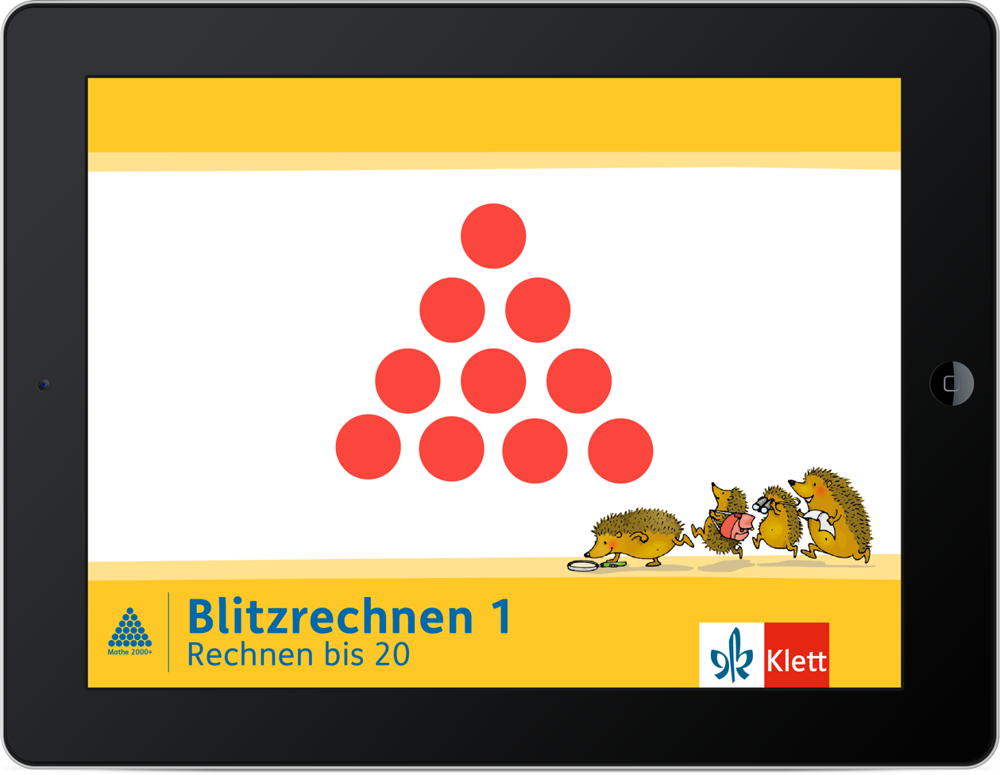 Blitzrechnen 1
Rechnen bis 20
Mathe 2000+
Klett